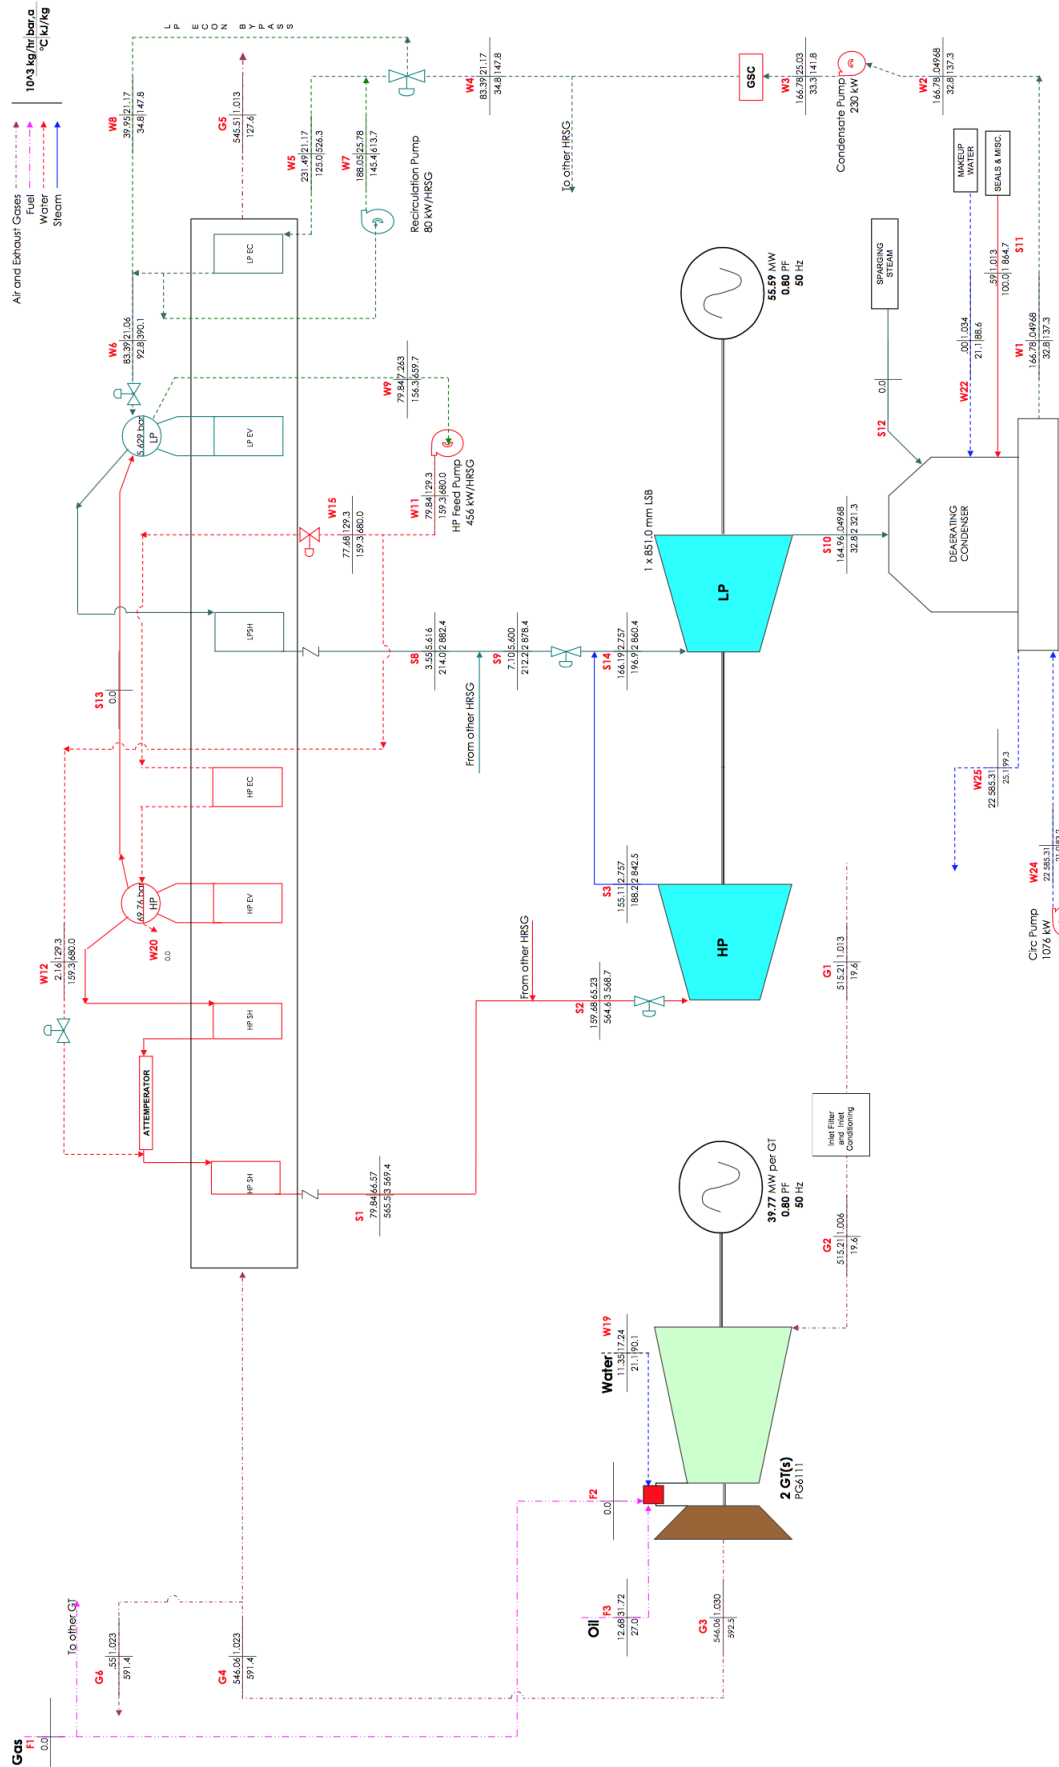 Gas
F1
0.0
To other GT
G6
.55 1.023
591.4
G4
546.06 1.023
591.4
Oil
F3
12.68 31.72
27.0
F2
0.0
Water
W19
11.35 17.24
21.1 90.1
G3
546.06 1.030
592.5
2 GT(s)
PG6111
39.77 MW per GT
0.80 PF
50 Hz
G2
515.21 1.006
19.6
Inlet Filter
and Inlet
Conditioning
G1
515.21 1.013
19.6
HP SH
ATTEMPERATOR
HP SH
HP EV
HP EC
LPSH
LP EV
LP EC
S1
79.84 66.57
565.5 3 569.4
W12
2.16 129.3
159.3 680.0
69.76 bar
HP
W20
0.0
S13
0.0
5.629 bar
LP
W6
83.39 21.06
92.8 390.1
W8
39.95 21.17
34.8 147.8
LP ECON BYPASS
G5
545.51 1.013
127.6
W5
231.49 21.17
125.0 526.3
W7
188.05 25.78
145.4 613.7
Recirculation Pump
80 kW/HRSG
W9
79.84 7.263
156.3 659.7
W11
79.84 129.3
159.3 680.0
HP Feed Pump
456 kW/HRSG
W15
77.68 129.3
159.3 680.0
From other HRSG
S2
159.68 65.23
564.6 3 568.7
HP
S3
155.11 2.757
188.2 2 842.5
S8
3.55 5.616
214.0 2 882.4
From other HRSG
S9
7.10 5.600
212.2 2 878.4
S14
166.19 2.757
196.9 2 860.4
1 x 851.0 mm LSB
LP
55.59 MW
0.80 PF
50 Hz
S10
164.96 .04968
32.8 2 321.3
S12
0.0
SPARGING
STEAM
DEAERATING
CONDENSER
W22
.00 1.034
21.1 88.6
MAKEUP
WATER
.59 1.013
100.0 1 864.7
SEALS & MISC.
S11
W1
166.78 .04968
32.8 137.3
W2
166.78 .04968
32.8 137.3
Condensate Pump
230 kW
W3
166.78 25.03
33.3 141.8
GSC
To other HRSG
W4
83.39 21.17
34.8 147.8
W25
22 585.31
25.1 99.3
W24
22 585.31
Circ Pump
1076 kW
Air and Exhaust Gases
Fuel
Water
Steam
10^3 kg/hr bar,a
°C kJ/kg